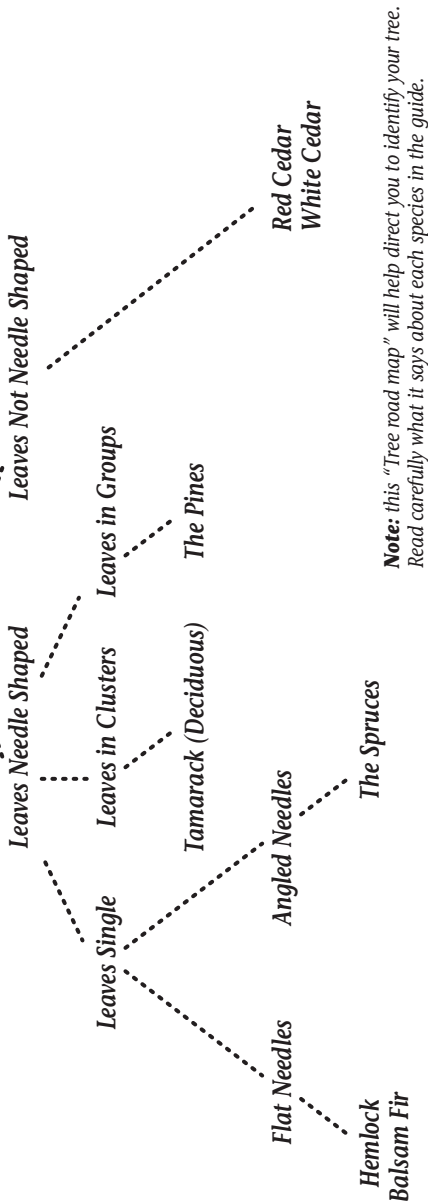 Leaves Needle Shaped
Leaves Not Needle Shaped
Leaves Single
Leaves in Clusters
Leaves in Groups
Tamarack (Deciduous)
The Pines
Flat Needles
Angled Needles
Red Cedar
White Cedar
Hemlock
Balsam Fir
The Spruces
Note: this “Tree road map” will help direct you to identify your tree.
Read carefully what it says about each species in the guide.